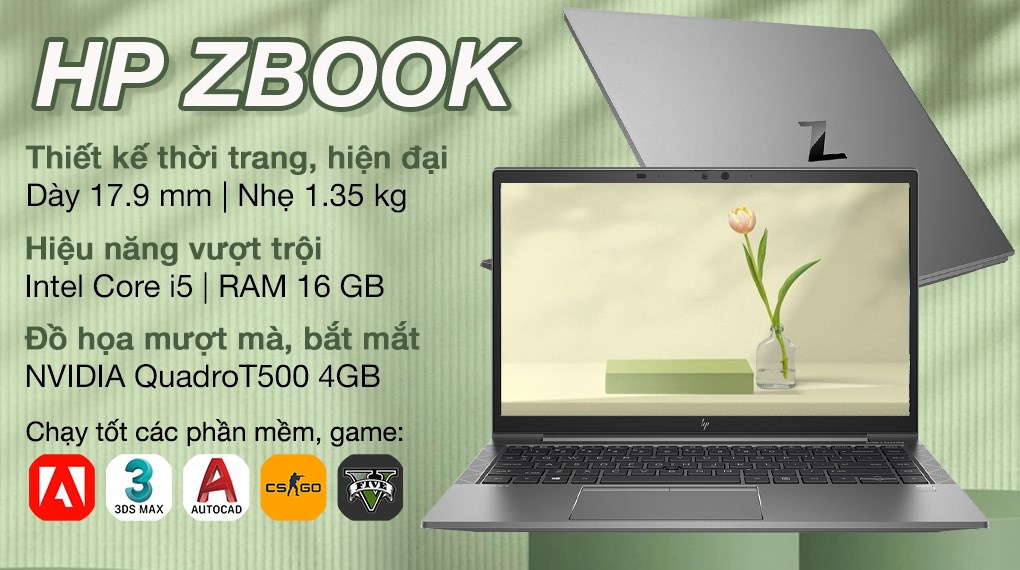 HP ZBOOK
Thiết kế thời trang, hiện đại
Dày 17.9 mm | Nhẹ 1.35 kg
Hiệu năng vượt trội
Intel Core i5 | RAM 16 GB
Đồ họa mượt mà, bắt mắt
NVIDIA QuadroT500 4GB
Chạy tốt các phần mềm, game:
3
3DS MAX
A
AUTOCAD
CS GO
V
FIVE
Z
hp